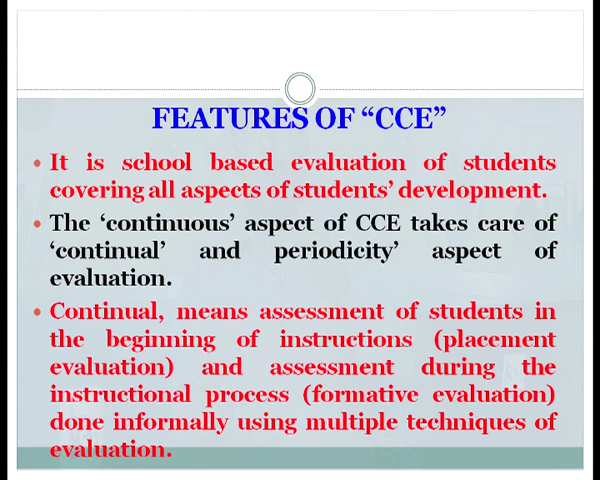 FEATURES OF “CCE”
• It is school based evaluation of students
covering all aspects of students’ development.
• The ‘continuous’ aspect of CCE takes care of
‘continual’ and periodicity’ aspect of
evaluation.
• Continual, means assessment of students in
the beginning of instructions (placement
evaluation) and assessment during the
instructional process (formative evaluation)
done informally using multiple techniques of
evaluation.